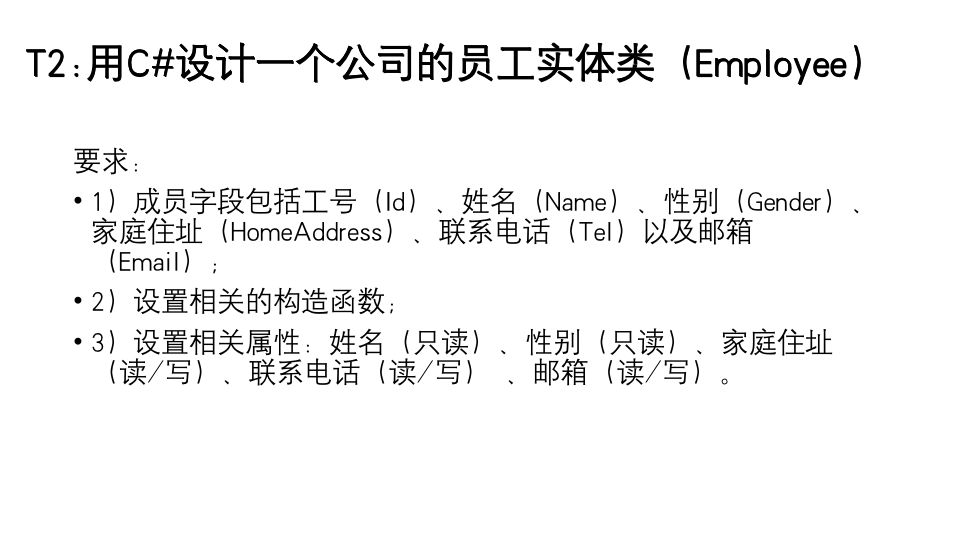 T2:用C#设计一个公司的员工实体类（Employee）
要求：
• 1）成员字段包括工号（Id）、姓名（Name）、性别（Gender）、
家庭住址（HomeAddress）、联系电话（Tel）以及邮箱
（Email）；
• 2）设置相关的构造函数；
• 3）设置相关属性：姓名（只读）、性别（只读）、家庭住址
（读/写）、联系电话（读/写） 、邮箱（读/写）。